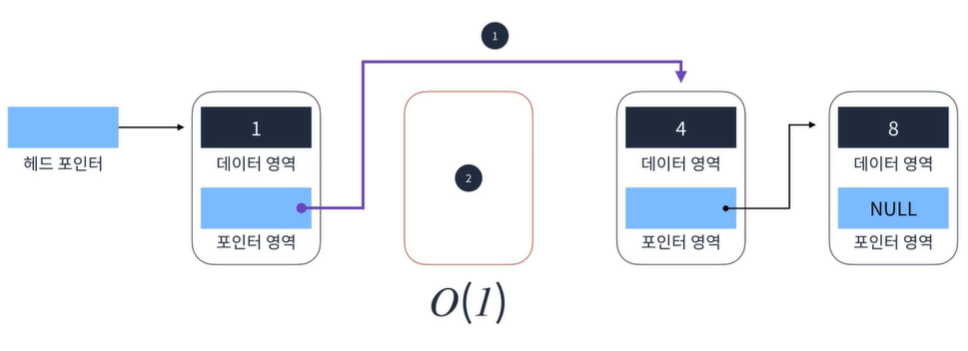 1
헤드 포인터
1
데이터 영역
포인터 영역
2
4
데이터 영역
포인터 영역
8
데이터 영역
NULL
포인터 영역
O(1)